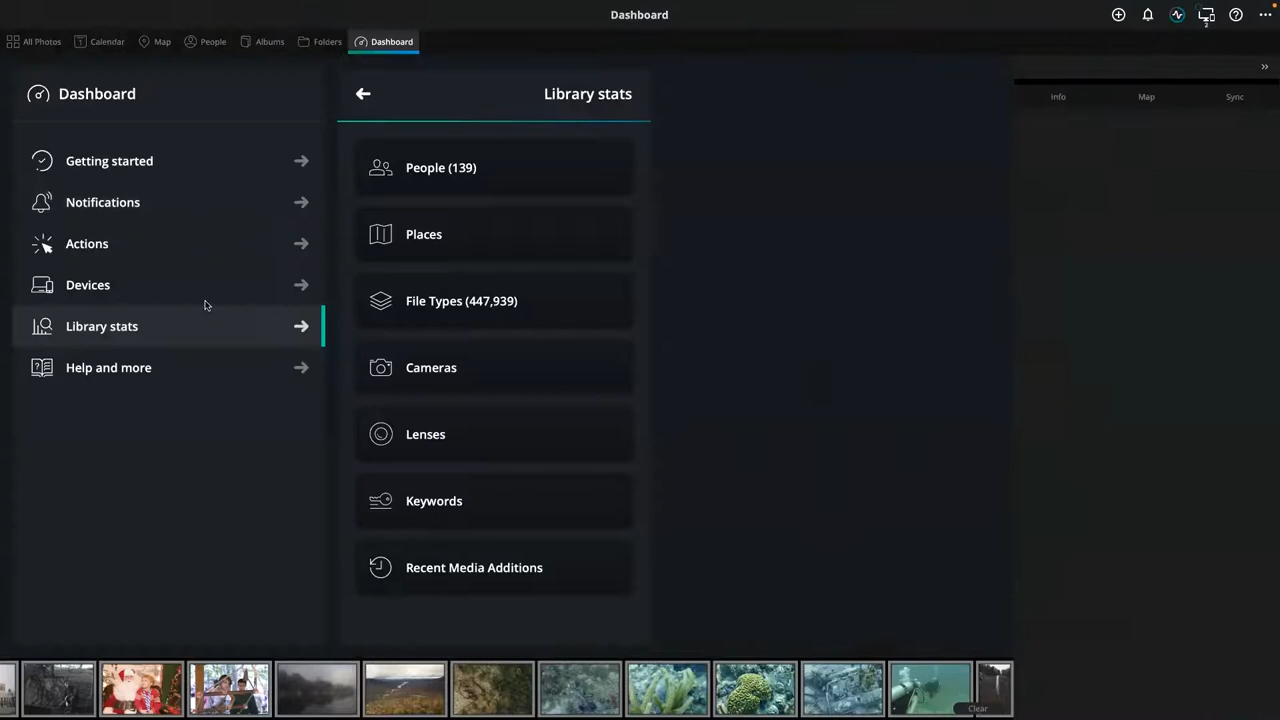 Dashboard
2
All Photos
Calendar
Map
People
Albums
Folders
Dashboard
Dashboard
Getting started
Notifications
Actions
Devices
Library stats
Help and more
Library stats
People (139)
Places
File Types (447,939)
Cameras
Lenses
Keywords
Recent Media Additions
Info
Map
Sync
Clear